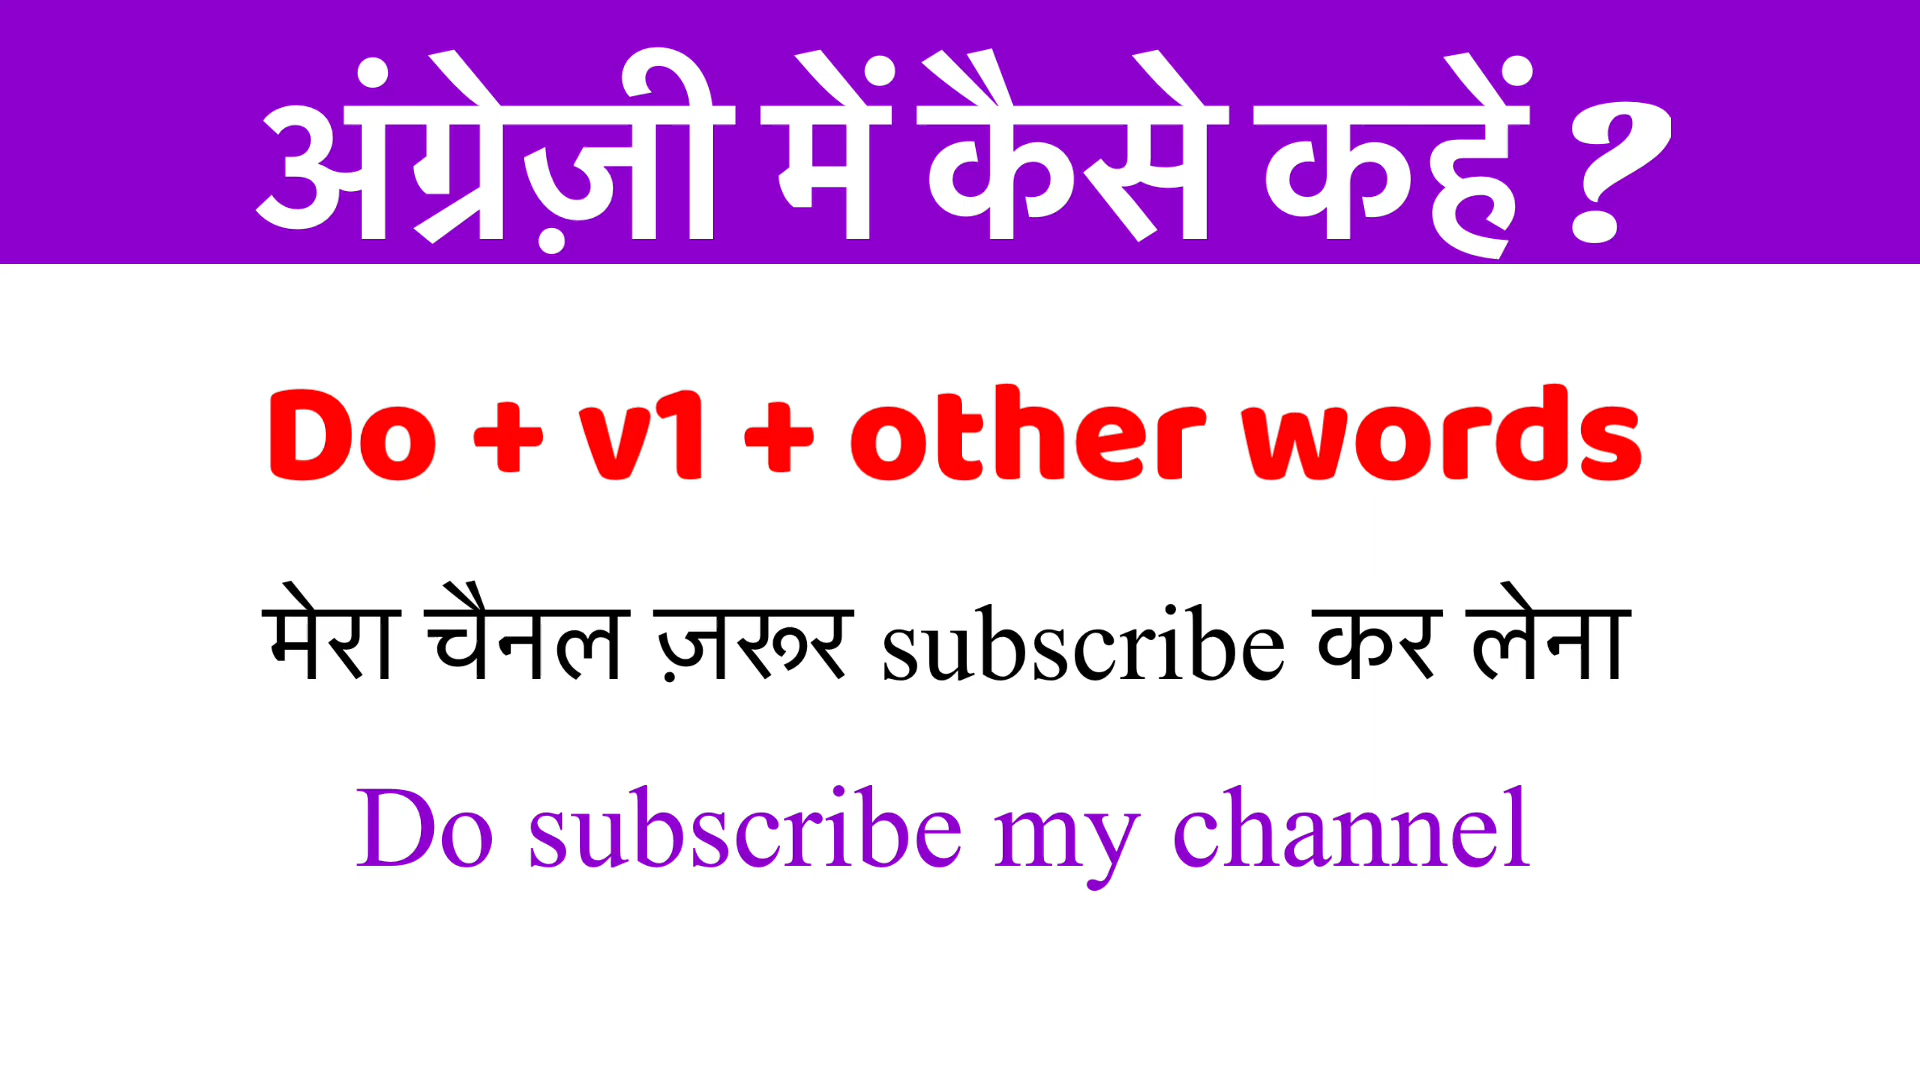 अंग्रेज़ी में कैसे कहें ?
Do + v1 + other words
मेरा चैनल ज़रूर subscribe कर लेना
Do subscribe my channel